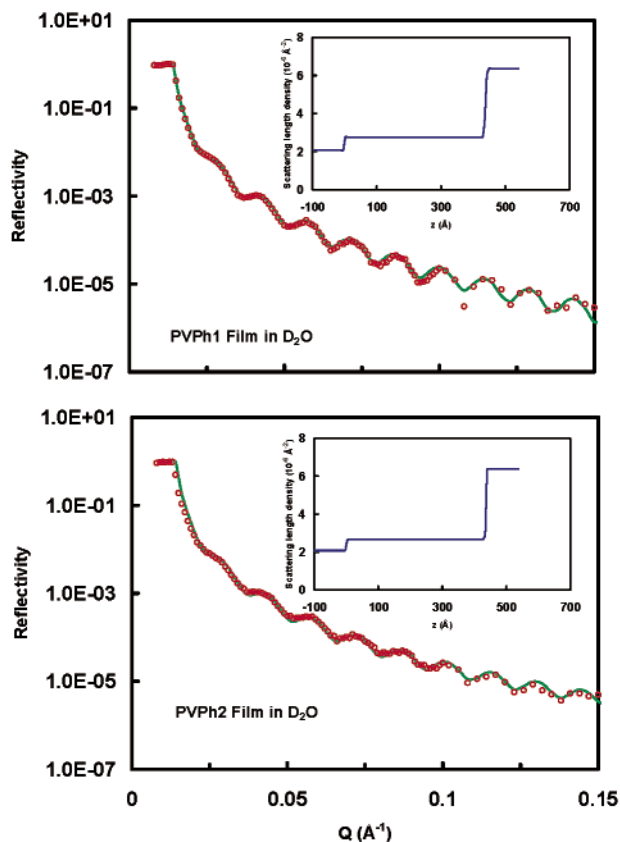 1.0E+01
1.0E-01
1.0E-03
1.0E-05
1.0E-07
Reflectivity
PVPh1 Film in D₂O
Scattering length density (10⁻⁶ Å⁻²)
8
6
4
2
0
-100 100 300 500 700
z (Å)
1.0E+01
1.0E-01
1.0E-03
1.0E-05
1.0E-07
Reflectivity
PVPh2 Film in D₂O
Scattering length density (10⁻⁶ Å⁻²)
8
6
4
2
0
-100 100 300 500 700
z (Å)
0 0.05 0.1 0.15
Q (Å⁻¹)